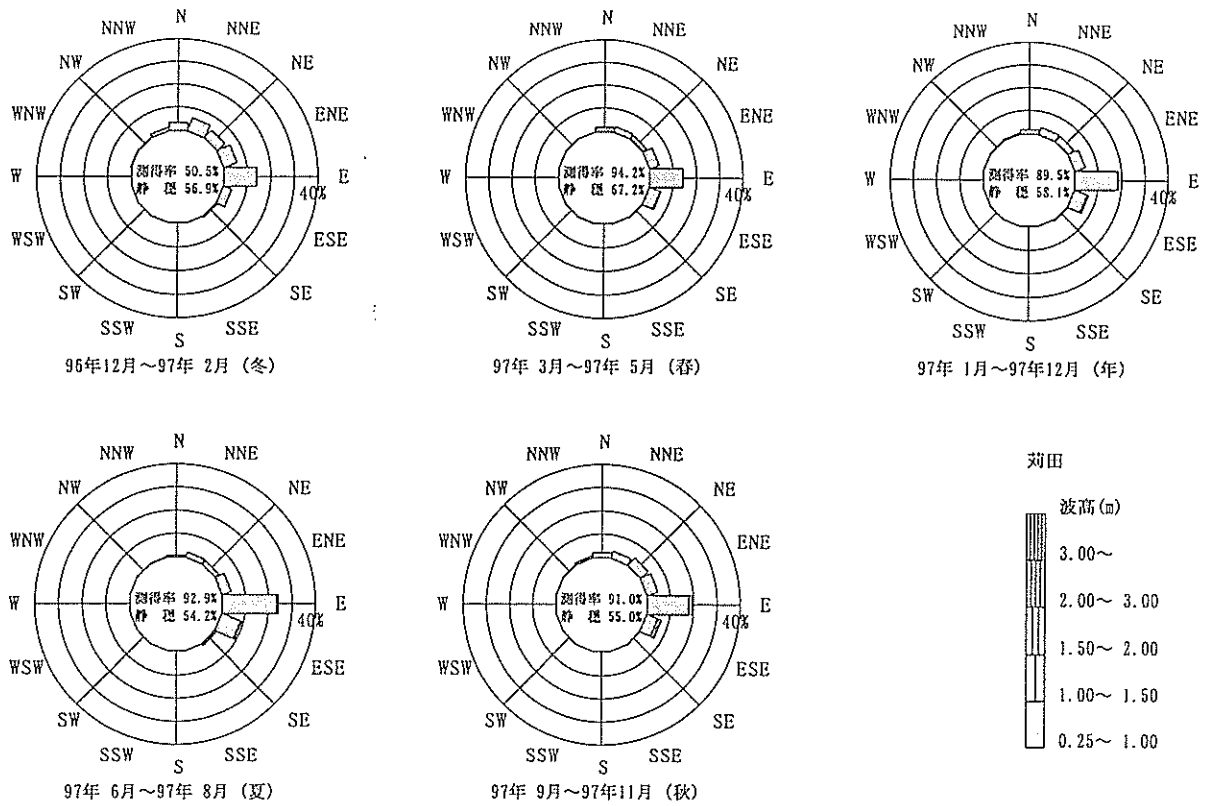 N
NNW
NNE
NW
NE
WNW
ENE
測得率 50.5%
静 穏 56.9%
W
E
40%
WSW
ESE
SW
SE
SSW
SSE
S
96年12月～97年 2月 (冬)
N
NNW
NNE
NW
NE
WNW
ENE
測得率 94.2%
静 穏 67.2%
W
E
40%
WSW
ESE
SW
SE
SSW
SSE
S
97年 3月～97年 5月 (春)
N
NNW
NNE
NW
NE
WNW
ENE
測得率 89.5%
静 穏 58.1%
W
E
40%
WSW
ESE
SW
SE
SSW
SSE
S
97年 1月～97年12月 (年)
N
NNW
NNE
NW
NE
WNW
ENE
測得率 92.9%
静 穏 54.2%
W
E
40%
WSW
ESE
SW
SE
SSW
SSE
S
97年 6月～97年 8月 (夏)
N
NNW
NNE
NW
NE
WNW
ENE
測得率 91.0%
静 穏 55.0%
W
E
40%
WSW
ESE
SW
SE
SSW
SSE
S
97年 9月～97年11月 (秋)
苅田
波高(m)
3.00～
2.00～ 3.00
1.50～ 2.00
1.00～ 1.50
0.25～ 1.00